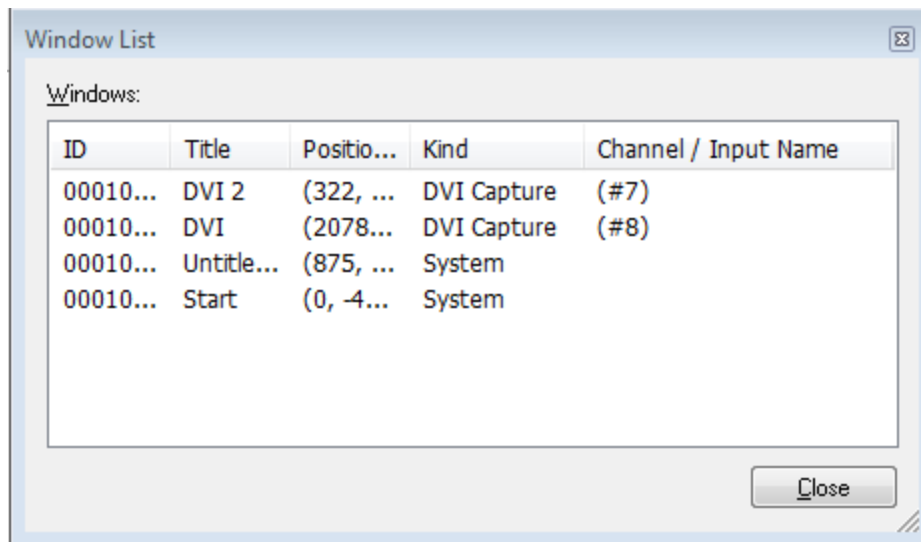 Window List
Windows:
ID Title Positio... Kind Channel / Input Name
00010... DVI 2 (322, ... DVI Capture (#7)
00010... DVI (2078... DVI Capture (#8)
00010... Untitle... (875, ... System
00010... Start (0, -4... System
Close